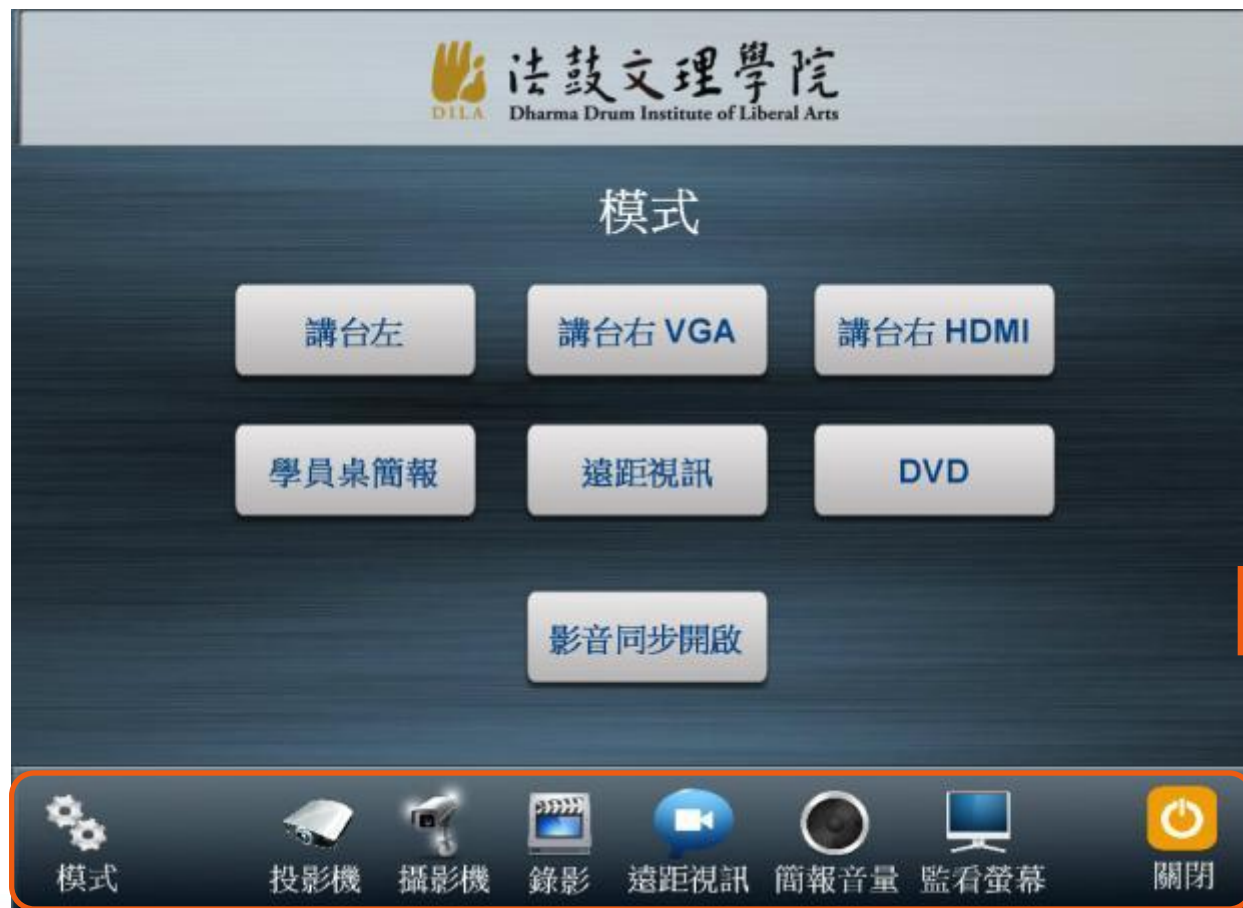 法鼓文理學院
DILA
Dharma Drum Institute of Liberal Arts
模式
講台左
講台右 VGA
講台右 HDMI
學員桌簡報
遠距視訊
DVD
影音同步開啟
模式
投影機
攝影機
錄影
遠距視訊
簡報音量
監看螢幕
關閉